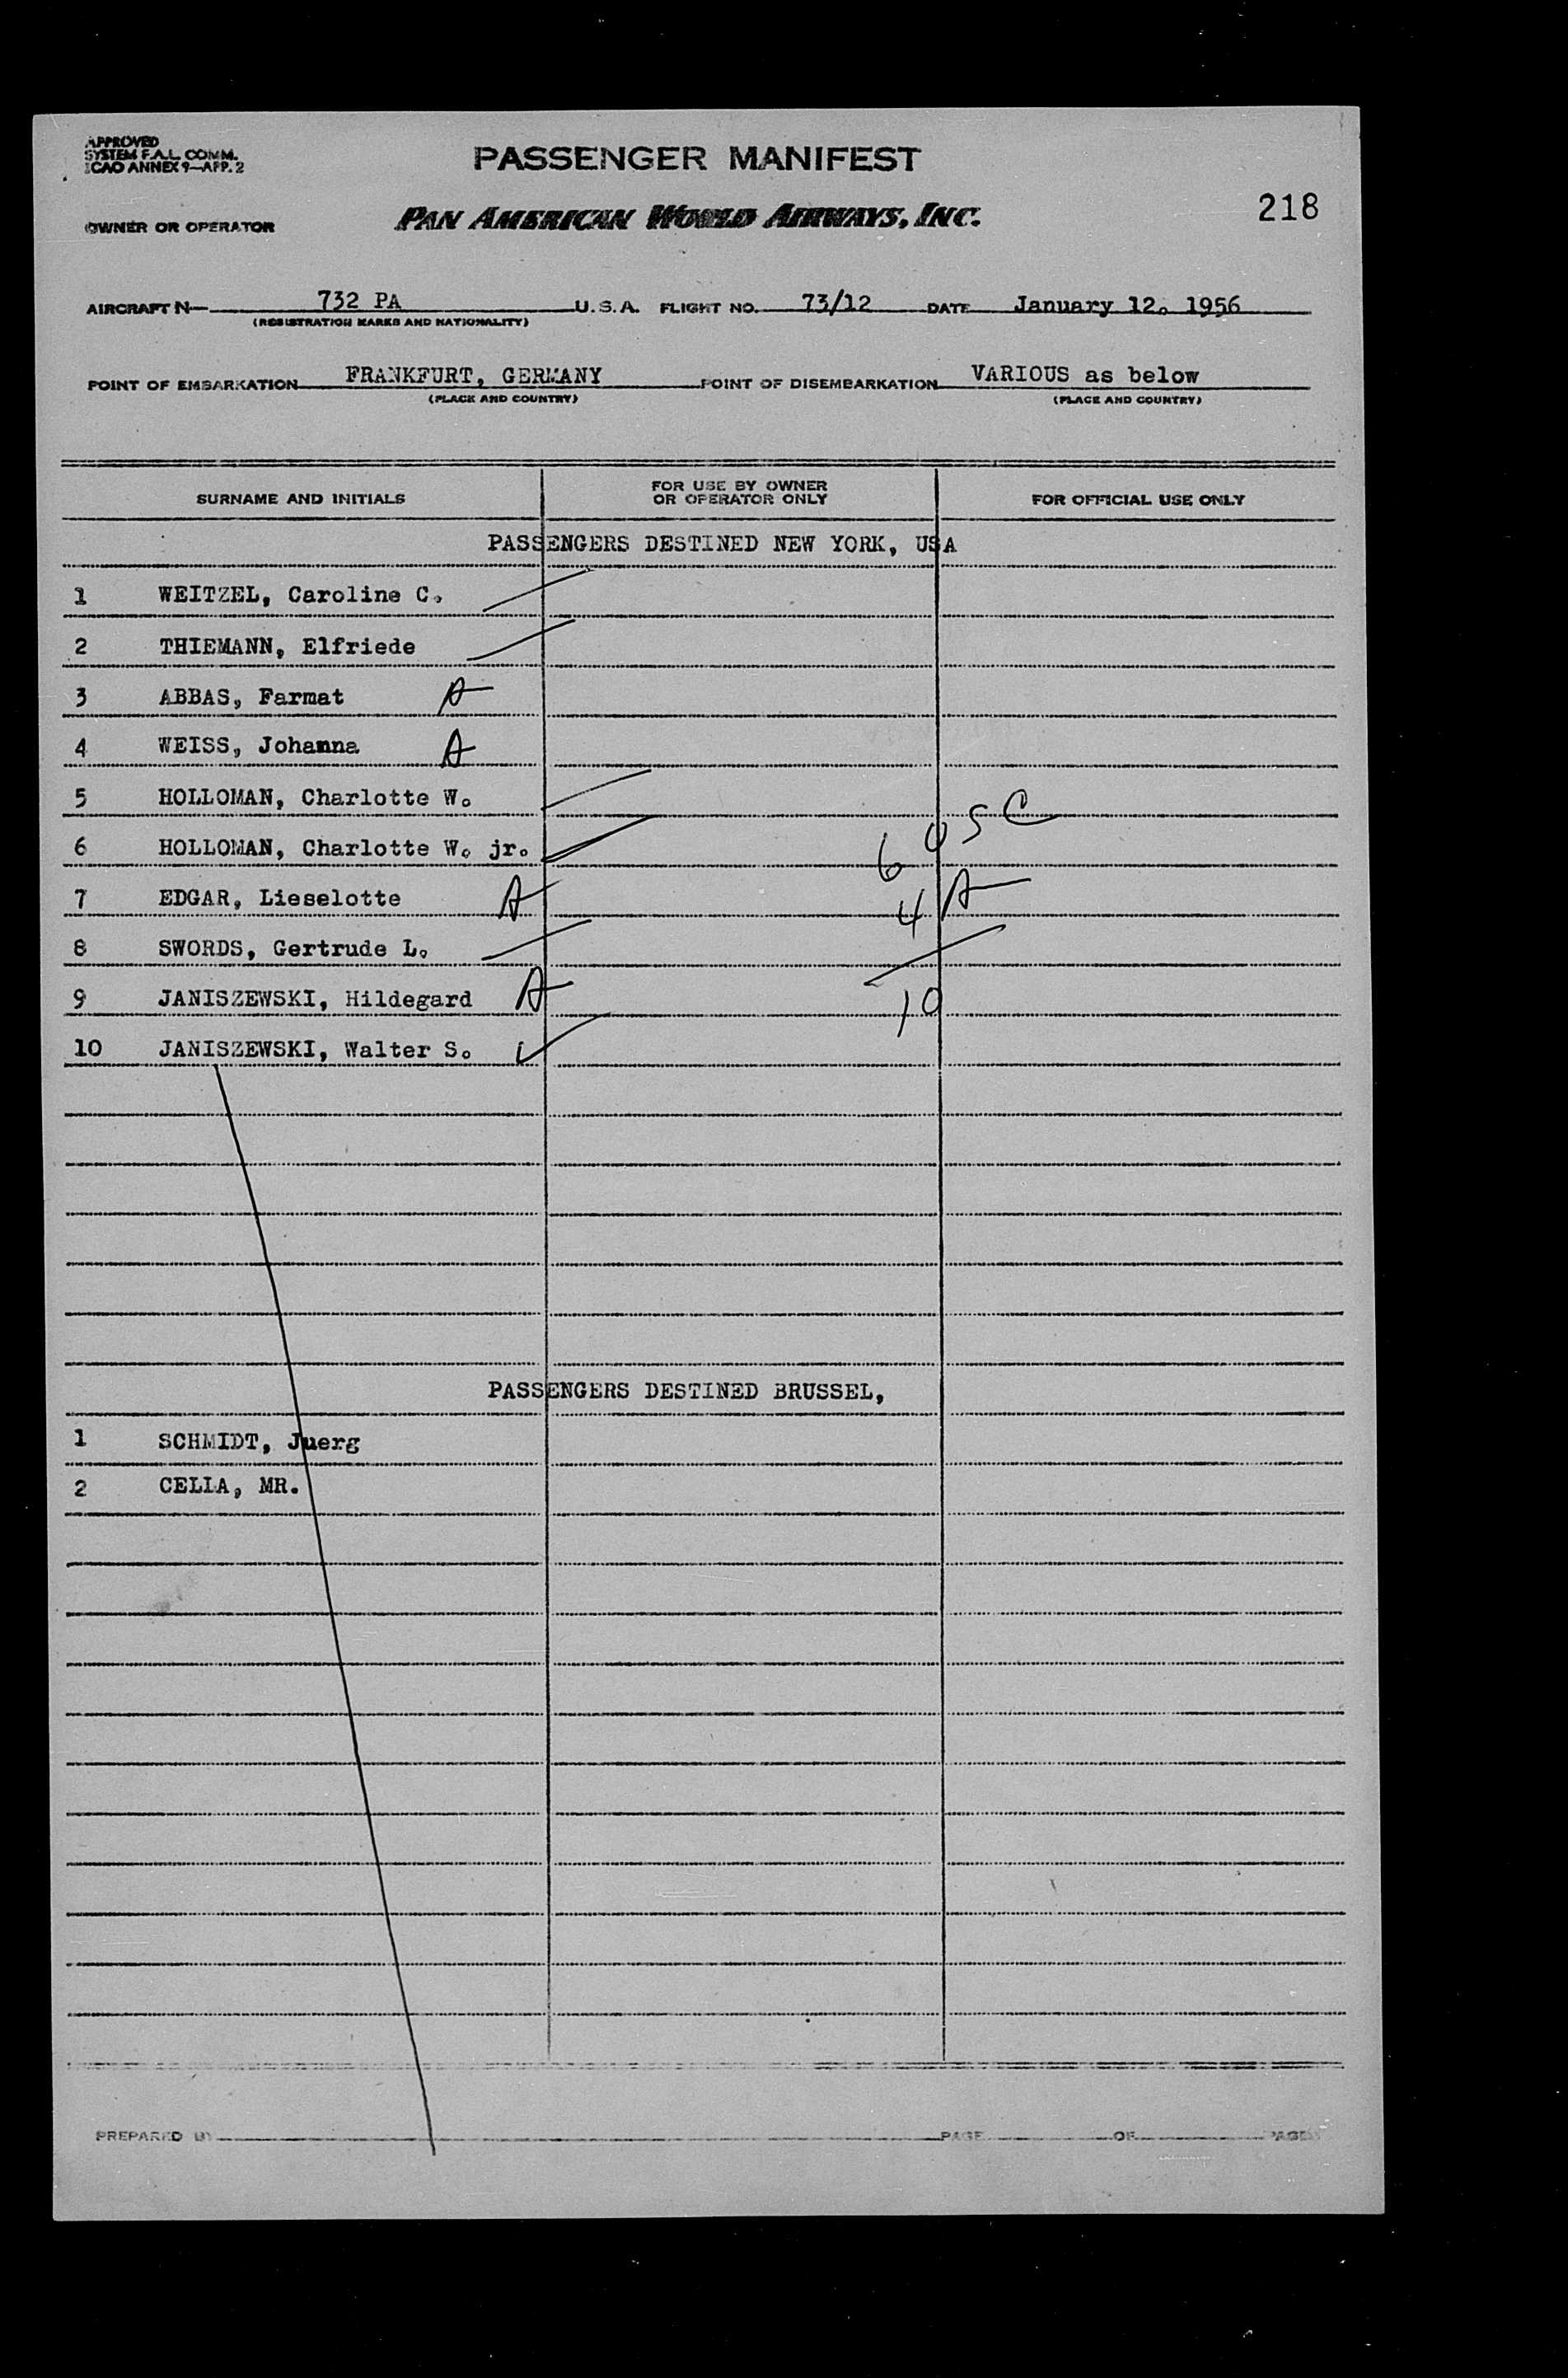 APPROVED
SYSTEM F.A.L. COMM.
ICAO ANNEX 9—APP. 2
PASSENGER MANIFEST
218
OWNER OR OPERATOR PAN AMERICAN WORLD AIRWAYS, INC.
AIRCRAFT N— 732 PA U.S.A. FLIGHT NO. 73/12 DATE January 12. 1956
(REGISTRATION MARKS AND NATIONALITY)
POINT OF EMBARKATION FRANKFURT, GERMANY POINT OF DISEMBARKATION VARIOUS as below
(PLACE AND COUNTRY) (PLACE AND COUNTRY)
SURNAME AND INITIALS FOR USE BY OWNER OR OPERATOR ONLY FOR OFFICIAL USE ONLY
PASSENGERS DESTINED NEW YORK, USA
1 WEITZEL, Caroline C.
2 THIEMANN, Elfriede
3 ABBAS, Farmat A
4 WEISS, Johanna A
5 HOLLOMAN, Charlotte W.
6 HOLLOMAN, Charlotte W. jr.
6 USC
7 EDGAR, Lieselotte A
4 A
8 SWORDS, Gertrude L.
9 JANISZEWSKI, Hildegard A
10
10 JANISZEWSKI, Walter S.
PASSENGERS DESTINED BRUSSEL,
1 SCHMIDT, Juerg
2 CELIA, MR.
PREPARED BY PAGE OF PAGES